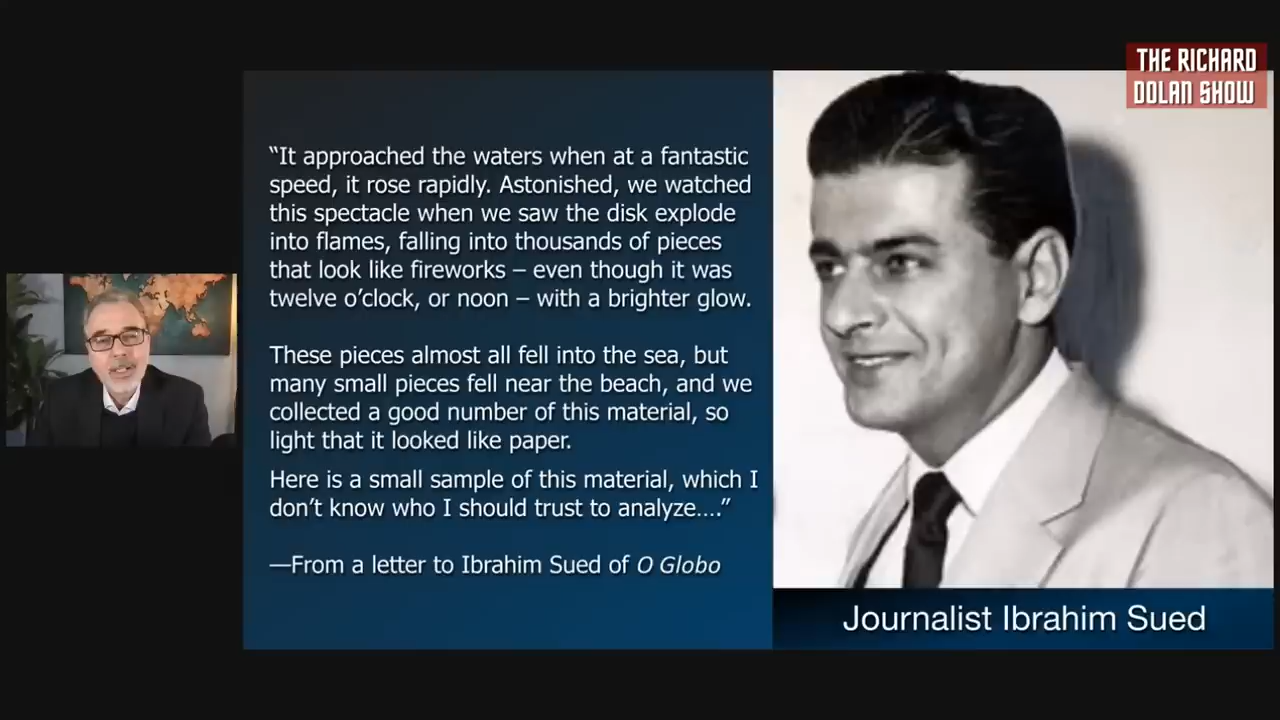 THE RICHARD
DOLAN SHOW
“It approached the waters when at a fantastic
speed, it rose rapidly. Astonished, we watched
this spectacle when we saw the disk explode
into flames, falling into thousands of pieces
that look like fireworks – even though it was
twelve o’clock, or noon – with a brighter glow.
These pieces almost all fell into the sea, but
many small pieces fell near the beach, and we
collected a good number of this material, so
light that it looked like paper.
Here is a small sample of this material, which I
don’t know who I should trust to analyze....”
—From a letter to Ibrahim Sued of O Globo
Journalist Ibrahim Sued